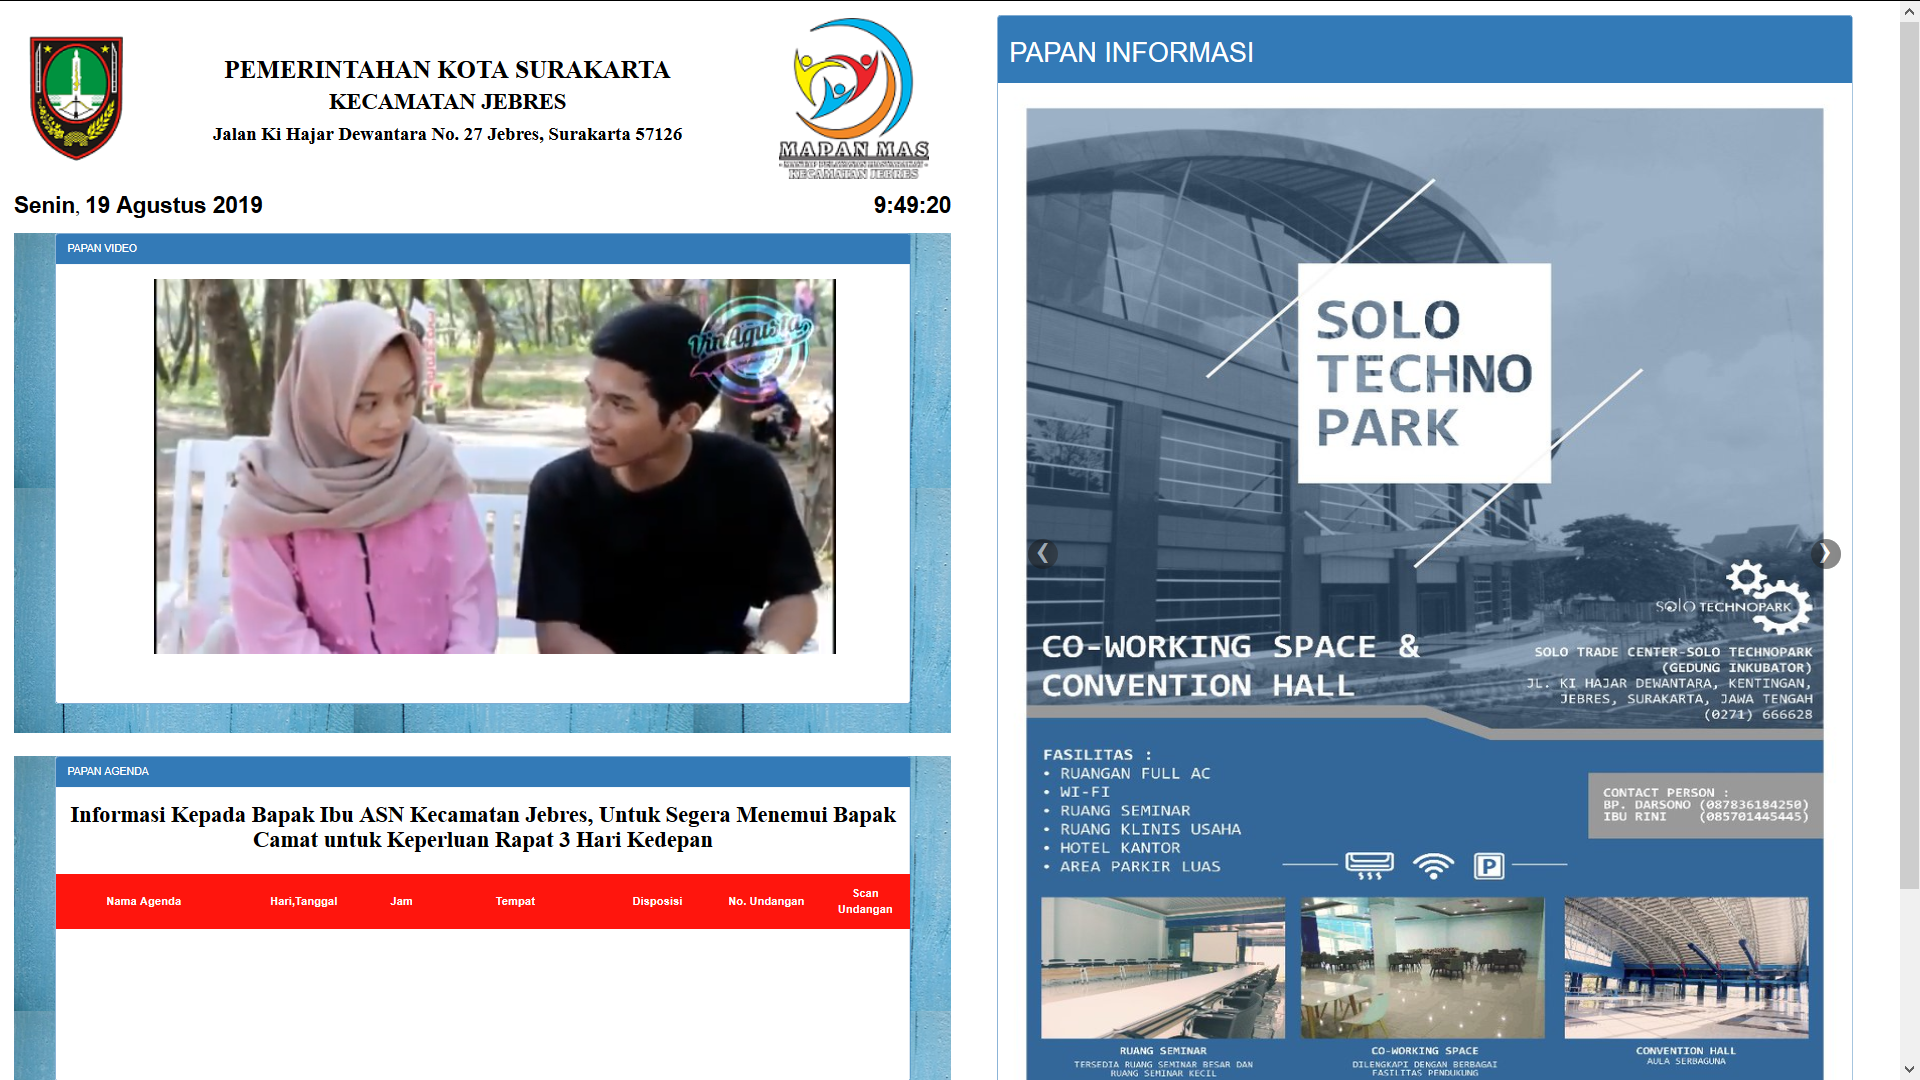 PEMERINTAHAN KOTA SURAKARTA
KECAMATAN JEBRES
Jalan Ki Hajar Dewantara No. 27 Jebres, Surakarta 57126
MAPAN MAS
KECAMATAN JEBRES
Senin, 19 Agustus 2019
9:49:20
PAPAN VIDEO
VinAgusta
PAPAN AGENDA
Informasi Kepada Bapak Ibu ASN Kecamatan Jebres, Untuk Segera Menemui Bapak
Camat untuk Keperluan Rapat 3 Hari Kedepan
Nama Agenda Hari,Tanggal Jam Tempat Disposisi No. Undangan Scan
Undangan
PAPAN INFORMASI
SOLO
TECHNO
PARK
solo TECHNOPARK
CO-WORKING SPACE &
CONVENTION HALL
SOLO TRADE CENTER-SOLO TECHNOPARK
(GEDUNG INKUBATOR)
JL. KI HAJAR DEWANTARA, KENTINGAN,
JEBRES, SURAKARTA, JAWA TENGAH
(0271) 666628
FASILITAS :
• RUANGAN FULL AC
• WI-FI
• RUANG SEMINAR
• RUANG KLINIS USAHA
• HOTEL KANTOR
• AREA PARKIR LUAS
CONTACT PERSON :
BP. DARSONO (087836184250)
IBU RINI (085701445445)
P
RUANG SEMINAR
TERSEDIA RUANG SEMINAR BESAR DAN
RUANG SEMINAR KECIL
CO-WORKING SPACE
DILENGKAPI DENGAN BERBAGAI
FASILITAS PENDUKUNG
CONVENTION HALL
AULA SERBAGUNA